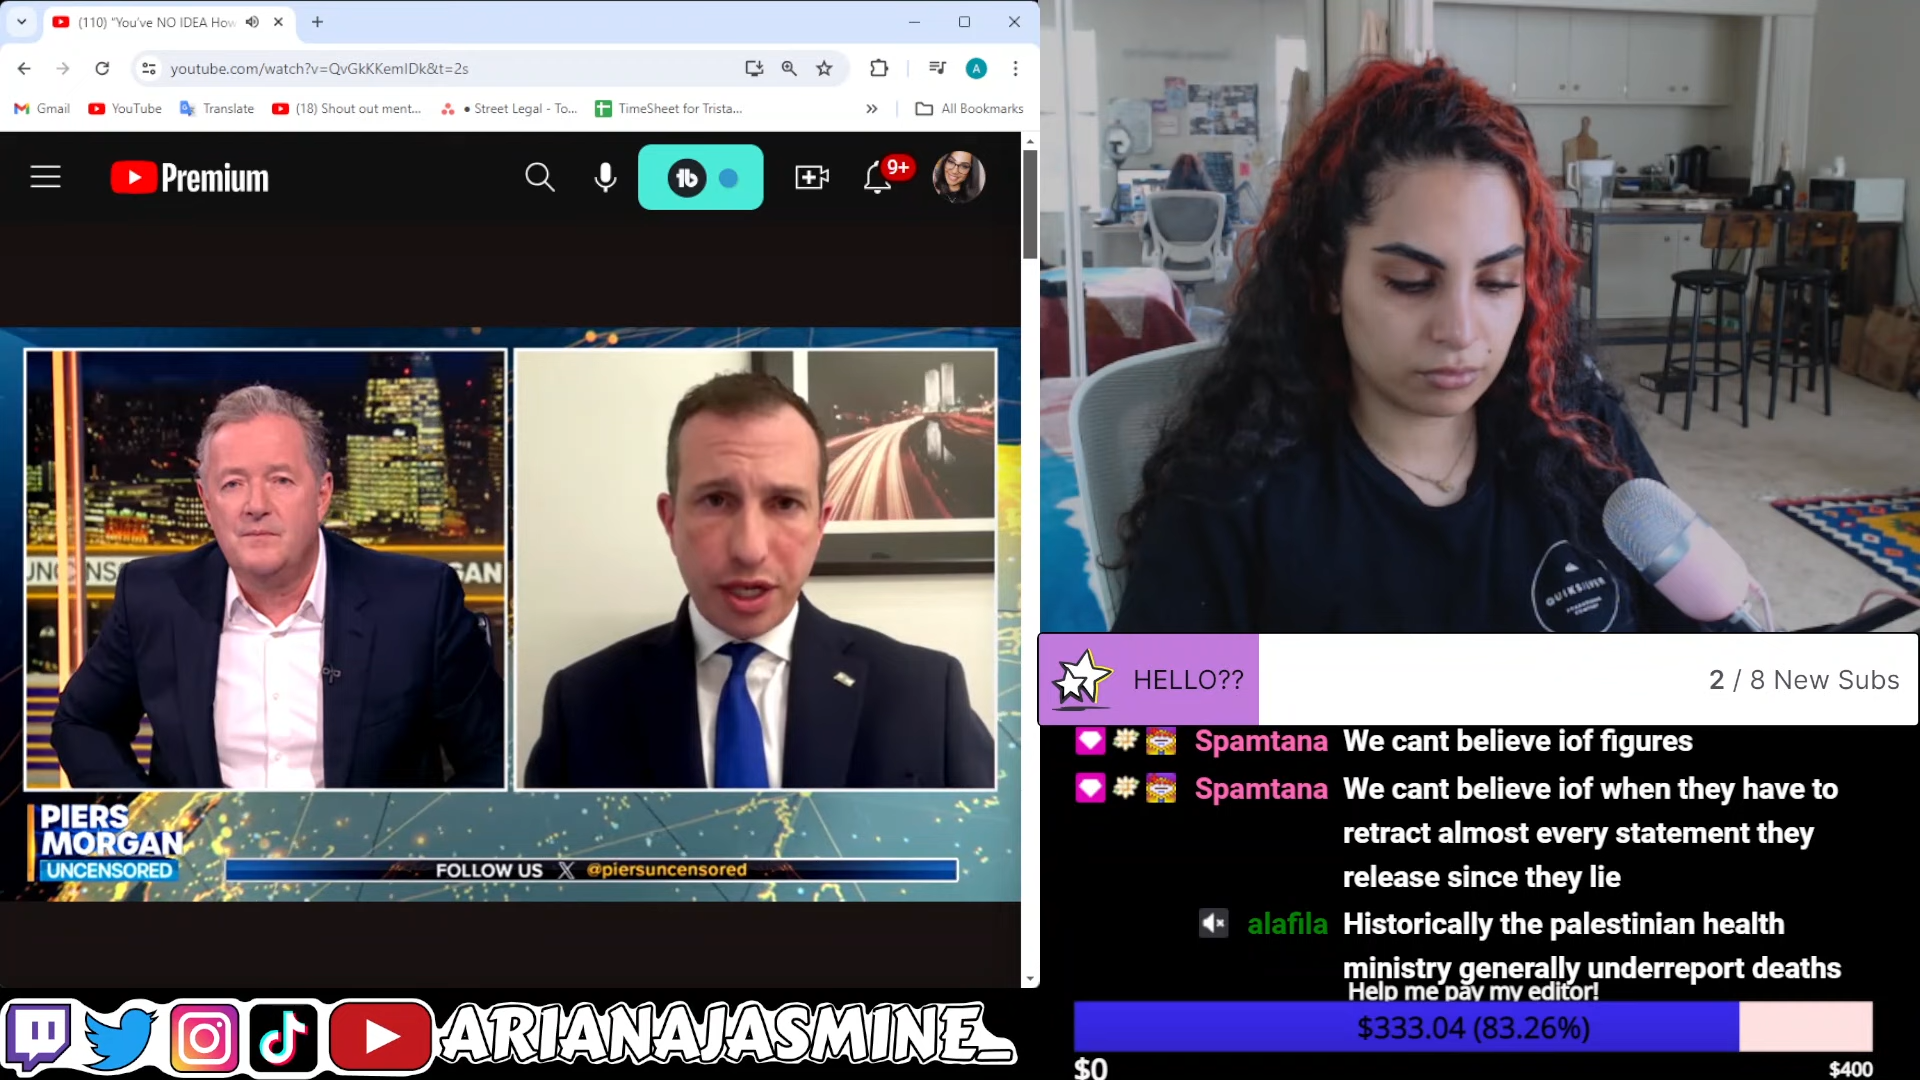 (110) "You've NO IDEA How
youtube.com/watch?v=QvGkKKemIDk&t=2s
A
Gmail
YouTube
Translate
(18) Shout out ment...
● Street Legal - To...
TimeSheet for Trista...
»
All Bookmarks
Premium
9+
UNCENS
GAN
PIERS
MORGAN
UNCENSORED
FOLLOW US X @piersuncensored
QUIKSILVER
HELLO??
2 / 8 New Subs
Spamtana We cant believe iof figures
Spamtana We cant believe iof when they have to
retract almost every statement they
release since they lie
alafila Historically the palestinian health
ministry generally underreport deaths
Help me pay my editor!
$333.04 (83.26%)
$0
$400
ARIANAJASMINE_